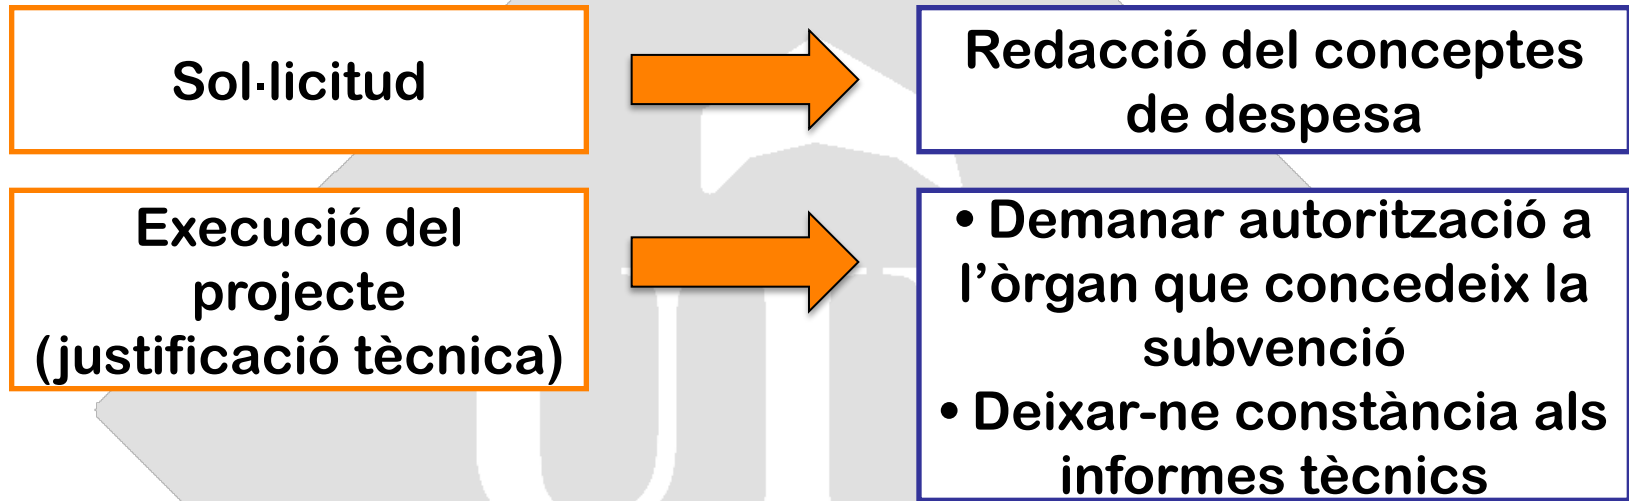 Sol·licitud
Redacció del conceptes
de despesa
Execució del
projecte
(justificació tècnica)
• Demanar autorització a
l’òrgan que concedeix la
subvenció
• Deixar-ne constància als
informes tècnics